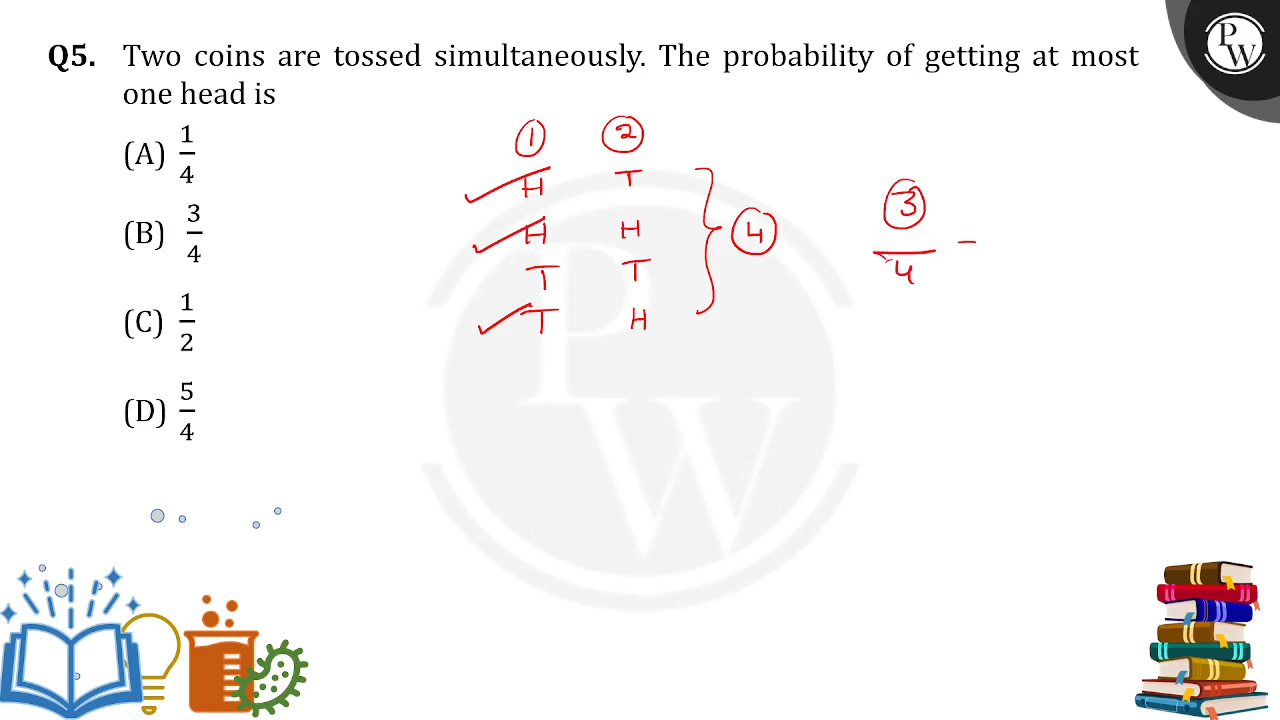 Q5. Two coins are tossed simultaneously. The probability of getting at most
one head is
(A) 1/4
(B) 3/4
(C) 1/2
(D) 5/4
1 2
H T
H H
T T
T H
4
3/4 =
PW
PW